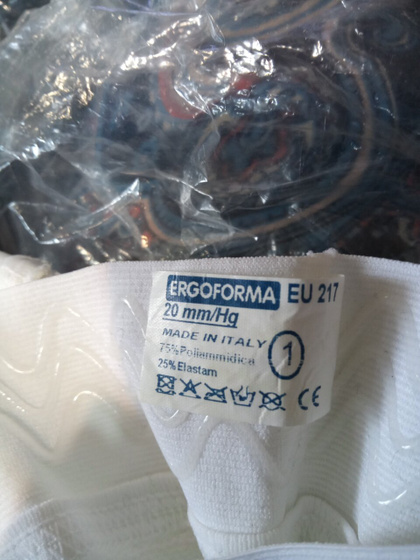 ERGOFORMA EU 217
20 mm/Hg
MADE IN ITALY
1
75% Poliammidica
25% Elastam
CE